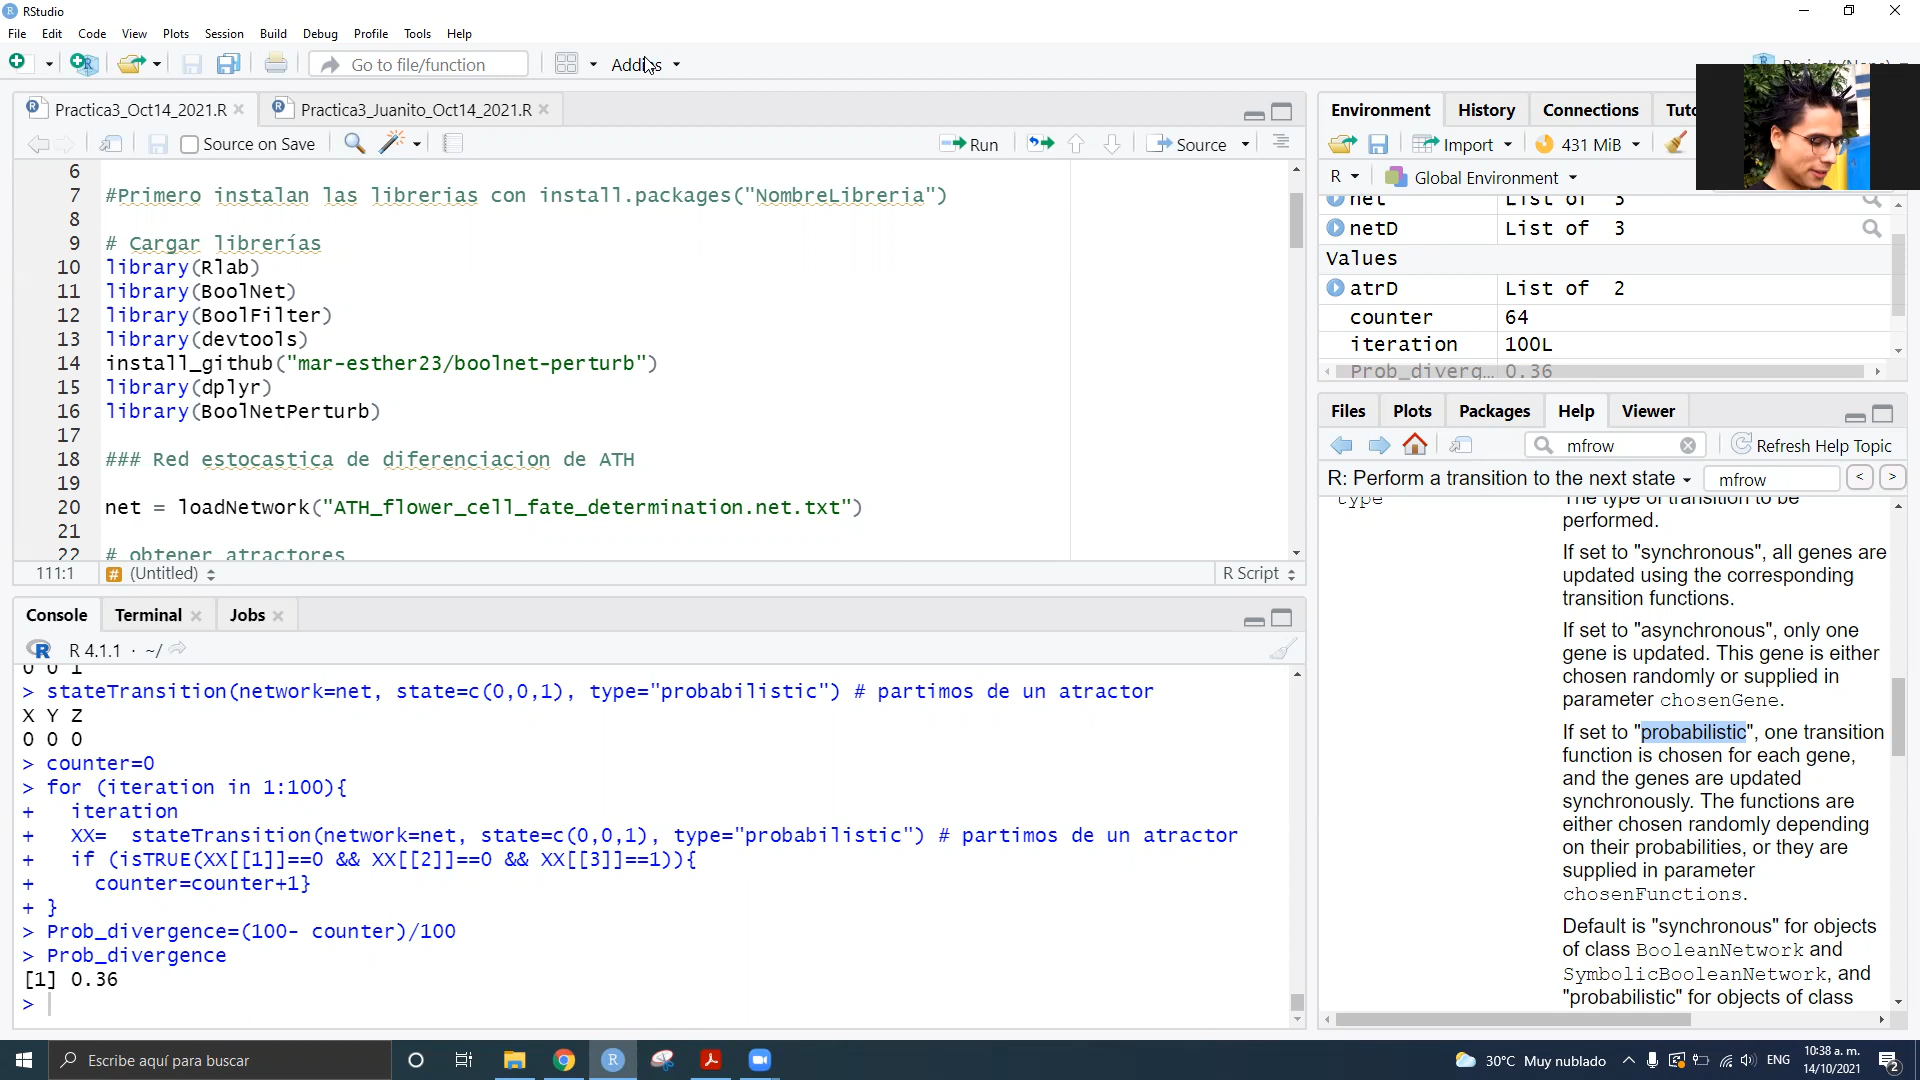 RStudio
File Edit Code View Plots Session Build Debug Profile Tools Help
Go to file/function
Addins
Practica3_Oct14_2021.R
Practica3_Juanito_Oct14_2021.R
Source on Save
Run
Source
6
7 #Primero instalan las librerias con install.packages("NombreLibreria")
8
9 # Cargar librerías
10 library(Rlab)
11 library(BoolNet)
12 library(BoolFilter)
13 library(devtools)
14 install_github("mar-esther23/boolnet-perturb")
15 library(dplyr)
16 library(BoolNetPerturb)
17
18 ### Red estocastica de diferenciacion de ATH
19
20 net = loadNetwork("ATH_flower_cell_fate_determination.net.txt")
21
22 # obtener atractores
111:1 # (Untitled) R Script
Console Terminal Jobs
R 4.1.1 · ~/
0 0 1
> stateTransition(network=net, state=c(0,0,1), type="probabilistic") # partimos de un atractor
X Y Z
0 0 0
> counter=0
> for (iteration in 1:100){
+   iteration
+   XX=  stateTransition(network=net, state=c(0,0,1), type="probabilistic") # partimos de un atractor
+   if (isTRUE(XX[[1]]==0 && XX[[2]]==0 && XX[[3]]==1)){
+     counter=counter+1}
+ }
> Prob_divergence=(100- counter)/100
> Prob_divergence
[1] 0.36
>
Environment History Connections
Import 431 MiB
R Global Environment
net List of 3
netD List of 3
Values
atrD List of 2
counter 64
iteration 100L
Prob_diverg… 0.36
Files Plots Packages Help Viewer
mfrow Refresh Help Topic
R: Perform a transition to the next state mfrow
type The type of transition to be
performed.
If set to "synchronous", all genes are
updated using the corresponding
transition functions.
If set to "asynchronous", only one
gene is updated. This gene is either
chosen randomly or supplied in
parameter chosenGene.
If set to "probabilistic", one transition
function is chosen for each gene,
and the genes are updated
synchronously. The functions are
either chosen randomly depending
on their probabilities, or they are
supplied in parameter
chosenFunctions.
Default is "synchronous" for objects
of class BooleanNetwork and
SymbolicBooleanNetwork, and
"probabilistic" for objects of class
Escribe aquí para buscar
30°C Muy nublado
ENG
10:38 a. m.
14/10/2021
2